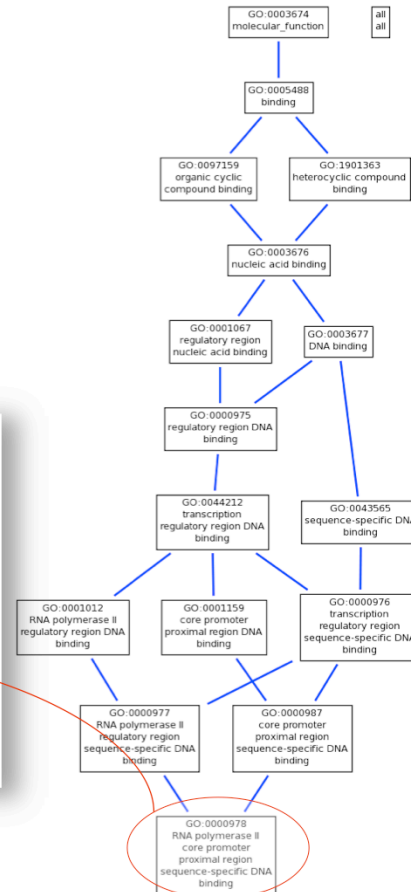 GO:0003674
molecular_function
all
all
GO:0005488
binding
GO:0097159
organic cyclic
compound binding
GO:1901363
heterocyclic compound
binding
GO:0003676
nucleic acid binding
GO:0001067
regulatory region
nucleic acid binding
GO:0003677
DNA binding
GO:0000975
regulatory region DNA
binding
GO:0044212
transcription
regulatory region DNA
binding
GO:0043565
sequence-specific DNA
binding
GO:0001012
RNA polymerase II
regulatory region DNA
binding
GO:0001159
core promoter
proximal region DNA
binding
GO:0000976
transcription
regulatory region
sequence-specific DNA
binding
GO:0000977
RNA polymerase II
regulatory region
sequence-specific DNA
binding
GO:0000987
core promoter
proximal region
sequence-specific DNA
binding
GO:0000978
RNA polymerase II
core promoter
proximal region
sequence-specific DNA
binding